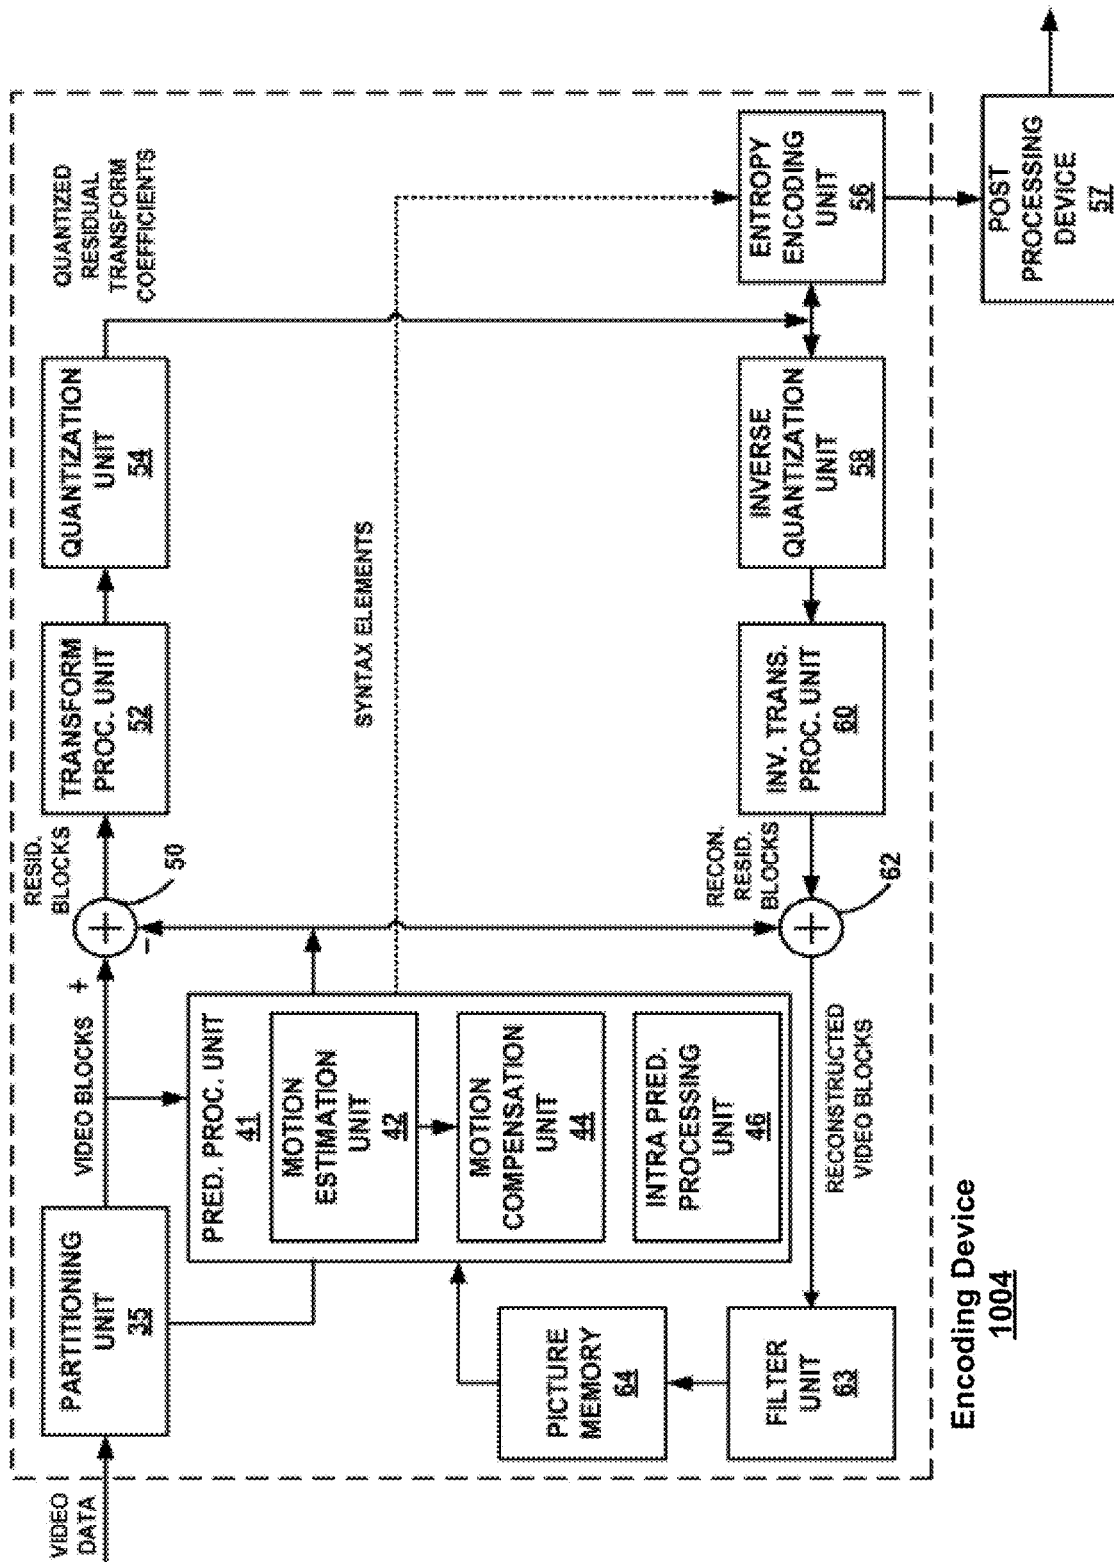 VIDEO
DATA
PARTITIONING
UNIT
35
VIDEO BLOCKS
+
-
50
RESID.
BLOCKS
TRANSFORM
PROC. UNIT
52
QUANTIZATION
UNIT
54
QUANTIZED
RESIDUAL
TRANSFORM
COEFFICIENTS
PRED. PROC. UNIT
41
MOTION
ESTIMATION
UNIT
42
MOTION
COMPENSATION
UNIT
44
INTRA PRED.
PROCESSING
UNIT
46
SYNTAX ELEMENTS
PICTURE
MEMORY
64
FILTER
UNIT
63
RECONSTRUCTED
VIDEO BLOCKS
RECON.
RESID.
BLOCKS
62
INV. TRANS.
PROC. UNIT
60
INVERSE
QUANTIZATION
UNIT
58
ENTROPY
ENCODING
UNIT
56
POST
PROCESSING
DEVICE
57
Encoding Device
1004